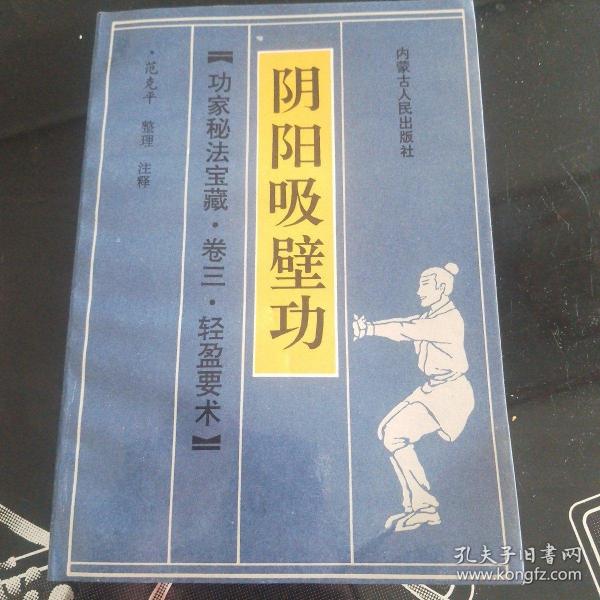 内蒙古人民出版社
阴阳吸壁功
【功家秘法宝藏·卷三·轻盈要术】
·范克平 整理 注释
孔夫子旧书网
www.kongfz.com